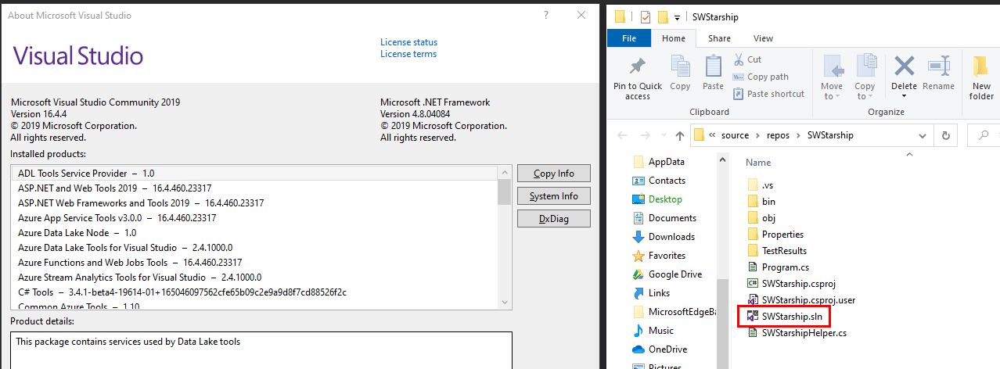 About Microsoft Visual Studio
?
Visual Studio
License status
License terms
Microsoft Visual Studio Community 2019
Version 16.4.4
© 2019 Microsoft Corporation.
All rights reserved.
Microsoft .NET Framework
Version 4.8.04084
© 2019 Microsoft Corporation.
All rights reserved.
Installed products:
ADL Tools Service Provider – 1.0
ASP.NET and Web Tools 2019 – 16.4.460.23317
ASP.NET Web Frameworks and Tools 2019 – 16.4.460.23317
Azure App Service Tools v3.0.0 – 16.4.460.23317
Azure Data Lake Node – 1.0
Azure Data Lake Tools for Visual Studio – 2.4.1000.0
Azure Functions and Web Jobs Tools – 16.4.460.23317
Azure Stream Analytics Tools for Visual Studio – 2.4.1000.0
C# Tools – 3.4.1-beta4-19614-01+165046097562cfe65b09c2e9a9d8f7cd88526f2c
Common Azure Tools – 1.10
Copy Info
System Info
DxDiag
Product details:
This package contains services used by Data Lake tools
SWStarship
File
Home
Share
View
Pin to Quick
access
Copy
Paste
Cut
Copy path
Paste shortcut
Clipboard
Move
to
Copy
to
Delete
Rename
Organize
New
folder
« source › repos › SWStarship
AppData
Contacts
Desktop
Documents
Downloads
Favorites
Google Drive
Links
MicrosoftEdgeBa
Music
OneDrive
Pictures
Name
.vs
bin
obj
Properties
TestResults
Program.cs
SWStarship.csproj
SWStarship.csproj.user
SWStarship.sln
SWStarshipHelper.cs